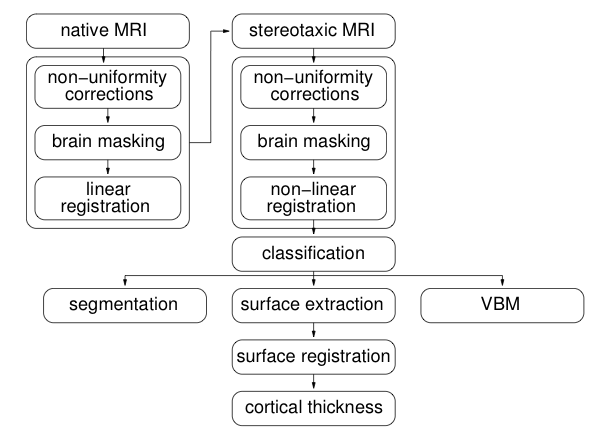 native MRI
non−uniformity
corrections
brain masking
linear
registration
stereotaxic MRI
non−uniformity
corrections
brain masking
non−linear
registration
classification
segmentation
surface extraction
VBM
surface registration
cortical thickness